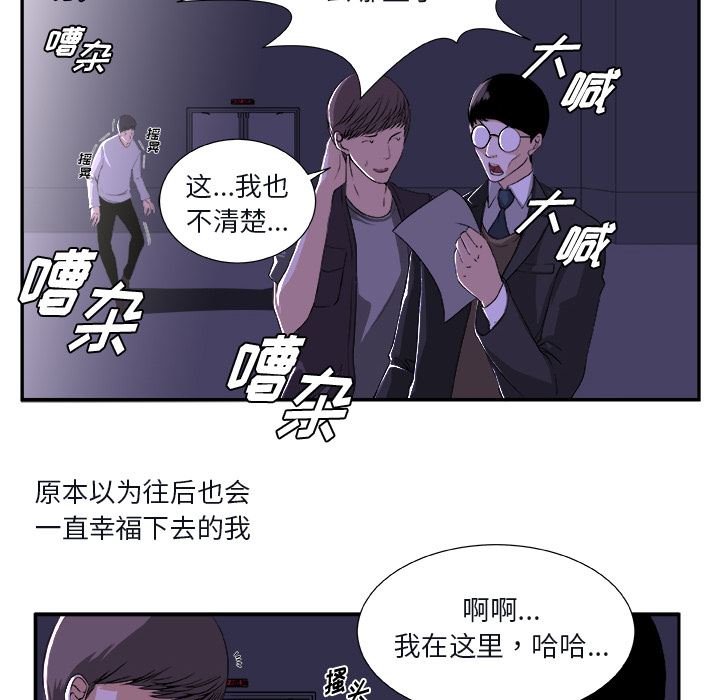 嘈杂
大喊
摇晃
摇晃
这...我也
不清楚...
大喊
嘈杂
嘈杂
原本以为往后也会
一直幸福下去的我
啊啊...
我在这里，哈哈...
搔头